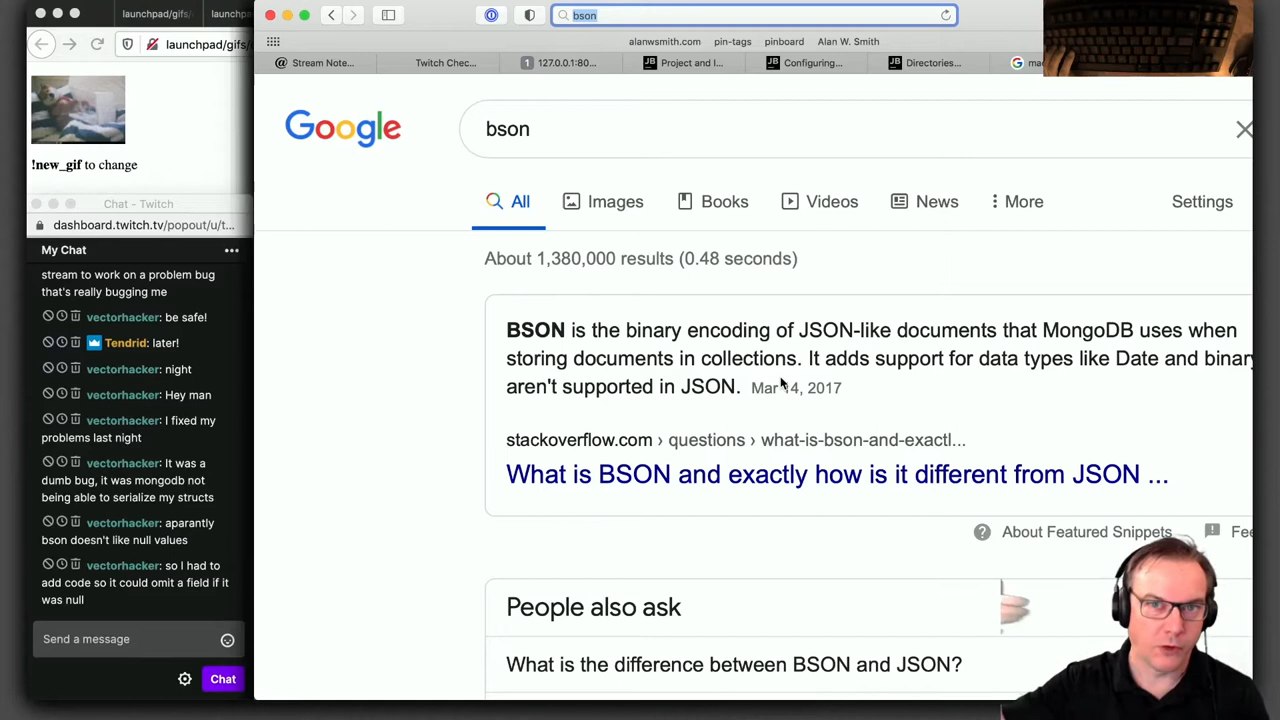 launchpad/gifs/
launchpad
launchpad/gifs/
!new_gif to change
Chat - Twitch
dashboard.twitch.tv/popout/u/t...
My Chat
stream to work on a problem bug
that's really bugging me
vectorhacker: be safe!
Tendrid: later!
vectorhacker: night
vectorhacker: Hey man
vectorhacker: I fixed my
problems last night
vectorhacker: It was a
dumb bug, it was mongodb not
being able to serialize my structs
vectorhacker: aparantly
bson doesn't like null values
vectorhacker: so I had to
add code so it could omit a field if it
was null
Send a message
Chat
bson
alanwsmith.com pin-tags pinboard Alan W. Smith
@ Stream Note...
Twitch Chec...
1 127.0.0.1:80...
JB Project and I...
JB Configuring...
JB Directories...
G
Google
bson
All Images Books Videos News More Settings
About 1,380,000 results (0.48 seconds)
BSON is the binary encoding of JSON-like documents that MongoDB uses when
storing documents in collections. It adds support for data types like Date and binary
aren't supported in JSON. Mar 14, 2017
stackoverflow.com › questions › what-is-bson-and-exactl...
What is BSON and exactly how is it different from JSON ...
About Featured Snippets
People also ask
What is the difference between BSON and JSON?